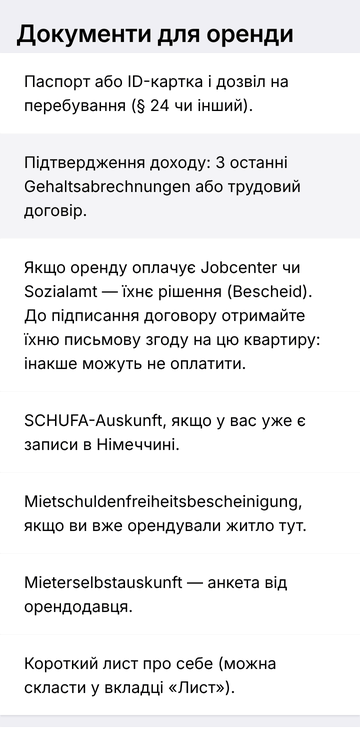 Документи для оренди
Паспорт або ID-картка і дозвіл на
перебування (§ 24 чи інший).
Підтвердження доходу: 3 останні
Gehaltsabrechnungen або трудовий
договір.
Якщо оренду оплачує Jobcenter чи
Sozialamt — їхнє рішення (Bescheid).
До підписання договору отримайте
їхню письмову згоду на цю квартиру:
інакше можуть не оплатити.
SCHUFA-Auskunft, якщо у вас уже є
записи в Німеччині.
Mietschuldenfreiheitsbescheinigung,
якщо ви вже орендували житло тут.
Mieterselbstauskunft — анкета від
орендодавця.
Короткий лист про себе (можна
скласти у вкладці «Лист»).